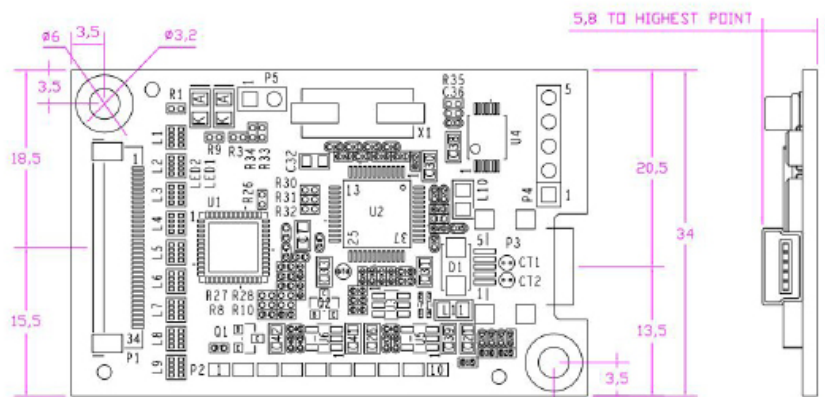 5,8 TO HIGHEST POINT
3,5
ø6
ø3,2
3,5
18,5
15,5
20,5
34
13,5
3,5
R1
K A
K A
1
P5
R35
C36
X1
U4
5
1
P4
L1
L2
L3
L4
L5
L6
L7
L8
L9
LED2
LED1
R9
R3
R34
R33
C32
R26
R30
R31
R32
L10
1
34
P1
U1
1
13
U2
25
37
1
P3
5
1
D1
CT1
CT2
R27 R28
R8 R10
Q1
P2
1
10